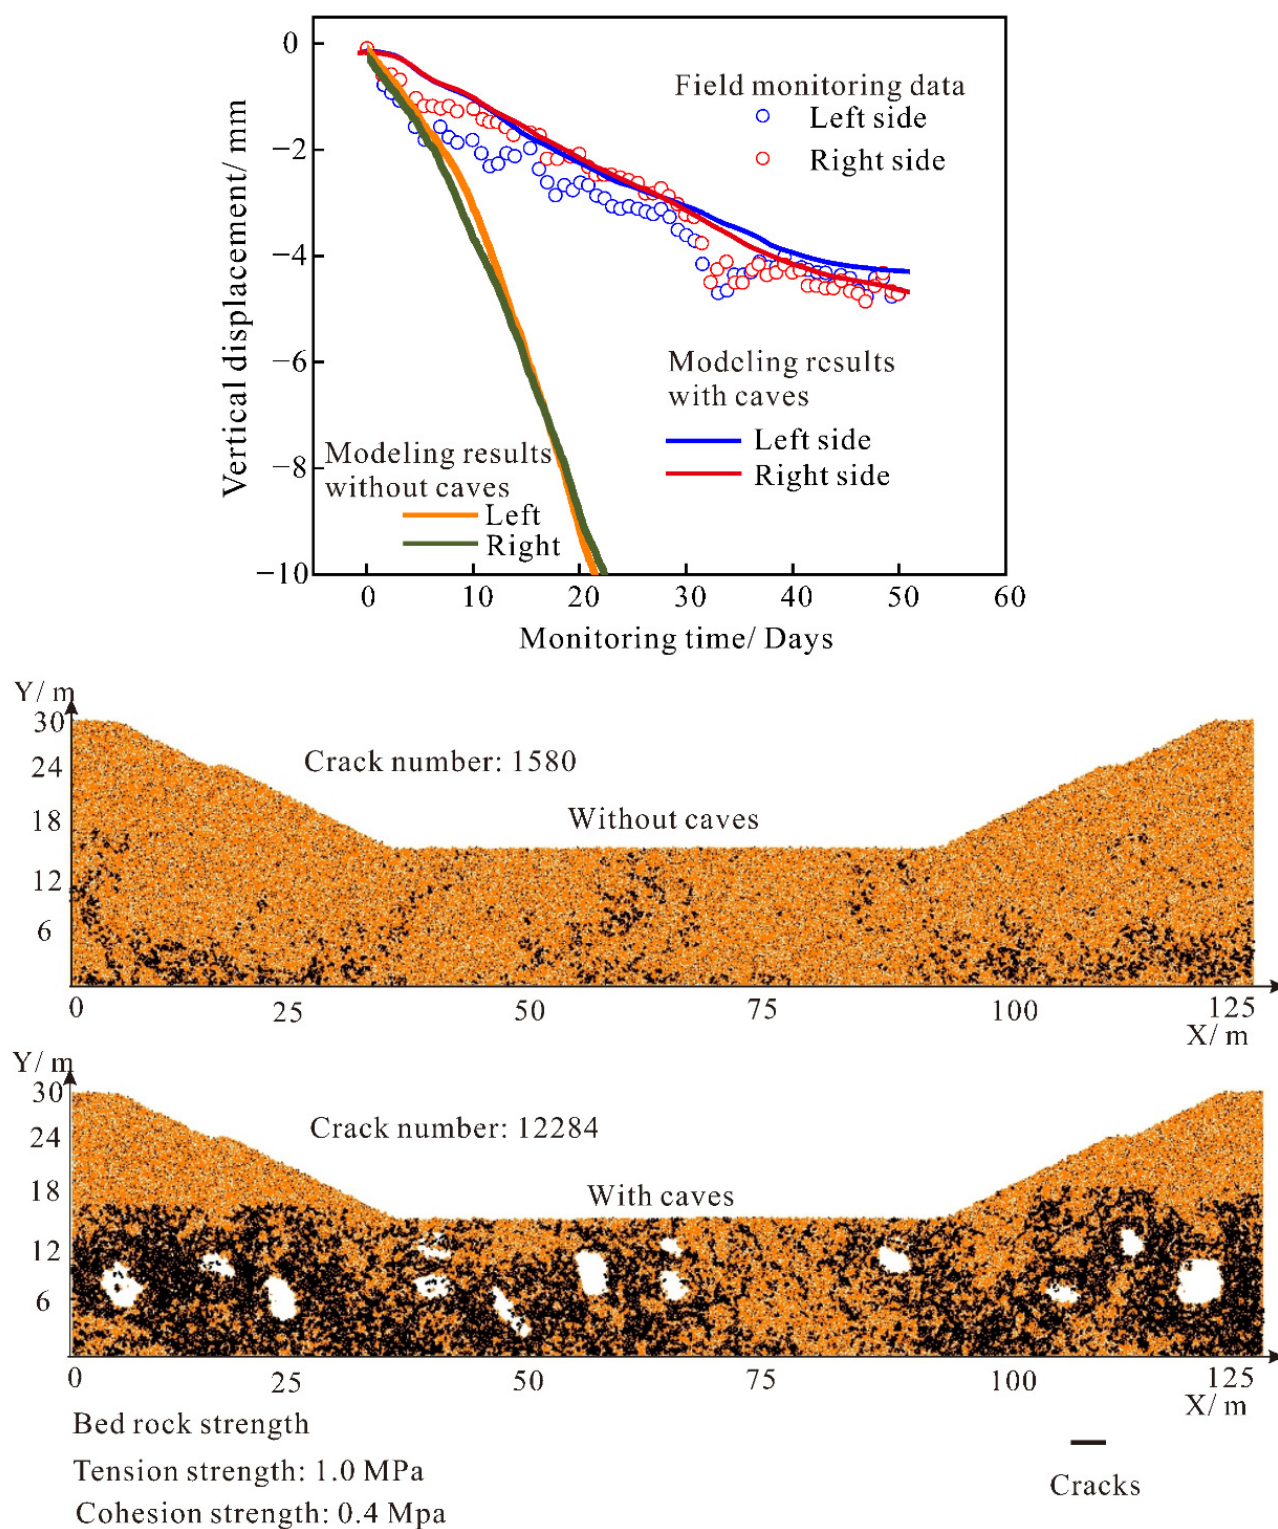 0
Field monitoring data
Left side
Right side
−2
−4
−6
−8
−10
Vertical displacement/ mm
Modeling results
with caves
Left side
Right side
Modeling results
without caves
Left
Right
0 10 20 30 40 50 60
Monitoring time/ Days
Y/ m
30
24
18
12
6
Crack number: 1580
Without caves
0 25 50 75 100 125
X/ m
Y/ m
30
24
18
12
6
Crack number: 12284
With caves
0 25 50 75 100 125
X/ m
Bed rock strength
Tension strength: 1.0 MPa
Cohesion strength: 0.4 Mpa
Cracks